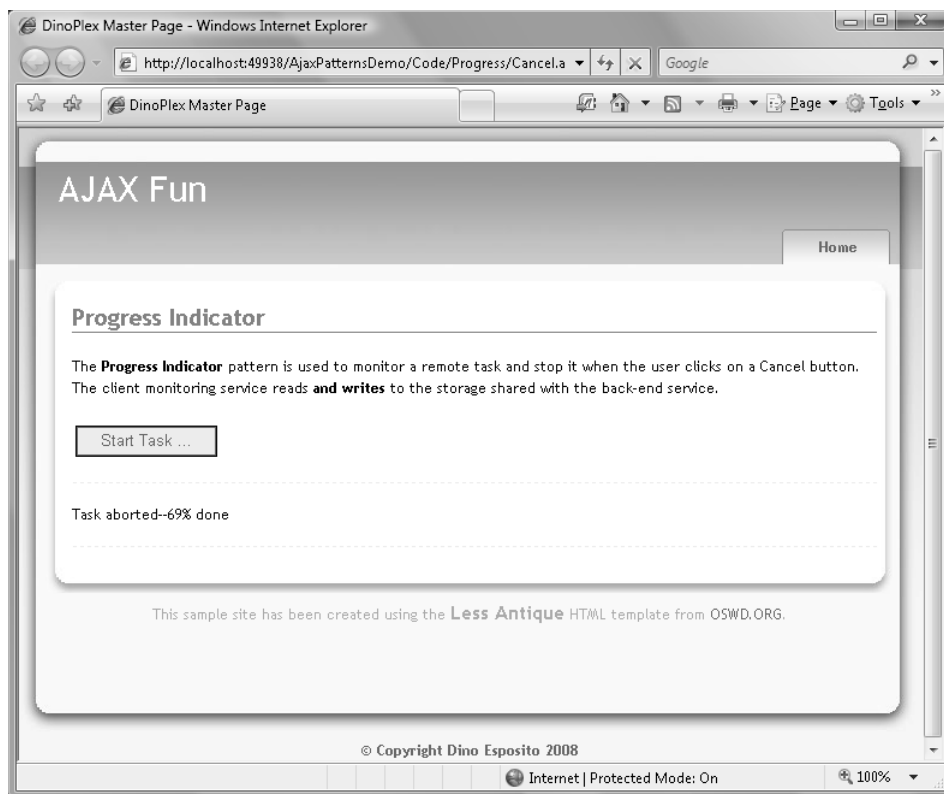 DinoPlex Master Page - Windows Internet Explorer
http://localhost:49938/AjaxPatternsDemo/Code/Progress/Cancel.a
Google
DinoPlex Master Page
Page
Tools
AJAX Fun
Home
Progress Indicator
The Progress Indicator pattern is used to monitor a remote task and stop it when the user clicks on a Cancel button.
The client monitoring service reads and writes to the storage shared with the back-end service.
Start Task ...
Task aborted--69% done
This sample site has been created using the Less Antique HTML template from OSWD.ORG.
© Copyright Dino Esposito 2008
Internet | Protected Mode: On
100%